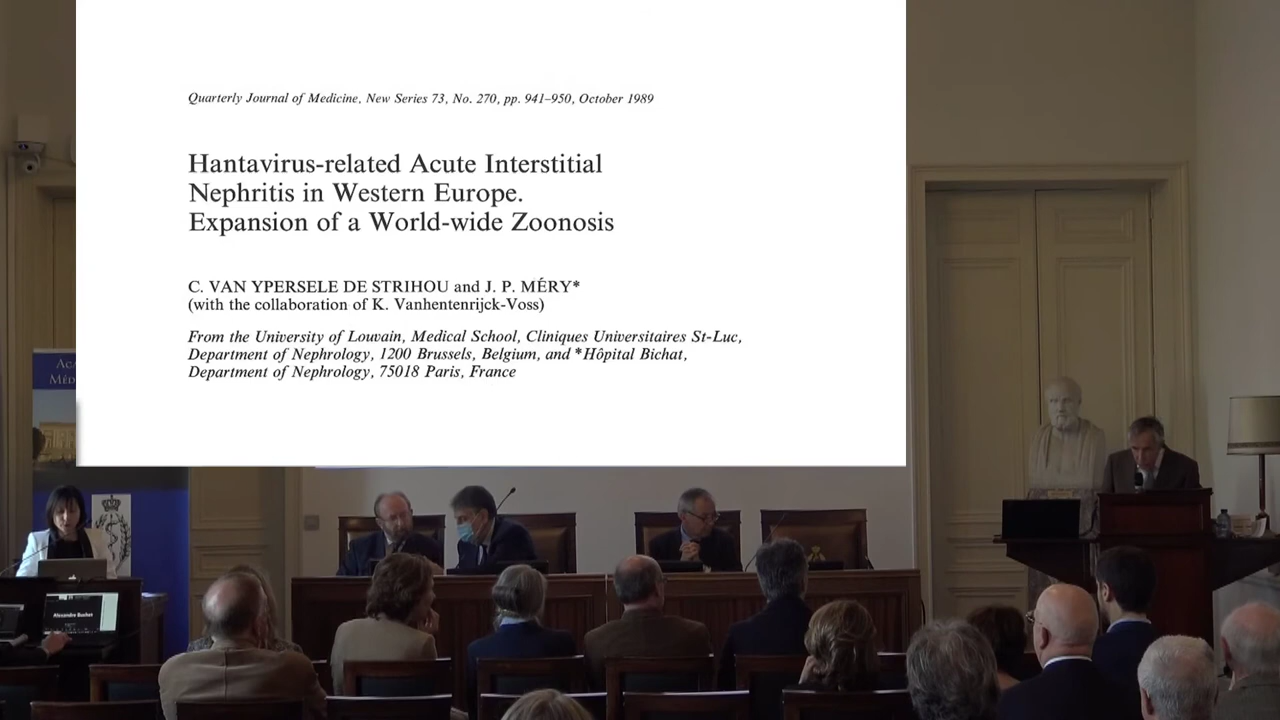 Quarterly Journal of Medicine, New Series 73, No. 270, pp. 941–950, October 1989
Hantavirus-related Acute Interstitial
Nephritis in Western Europe.
Expansion of a World-wide Zoonosis
C. VAN YPERSELE DE STRIHOU and J. P. MÉRY*
(with the collaboration of K. Vanhentenrijck-Voss)
From the University of Louvain, Medical School, Cliniques Universitaires St-Luc,
Department of Nephrology, 1200 Brussels, Belgium, and *Hôpital Bichat,
Department of Nephrology, 75018 Paris, France
Alexandre Buchet